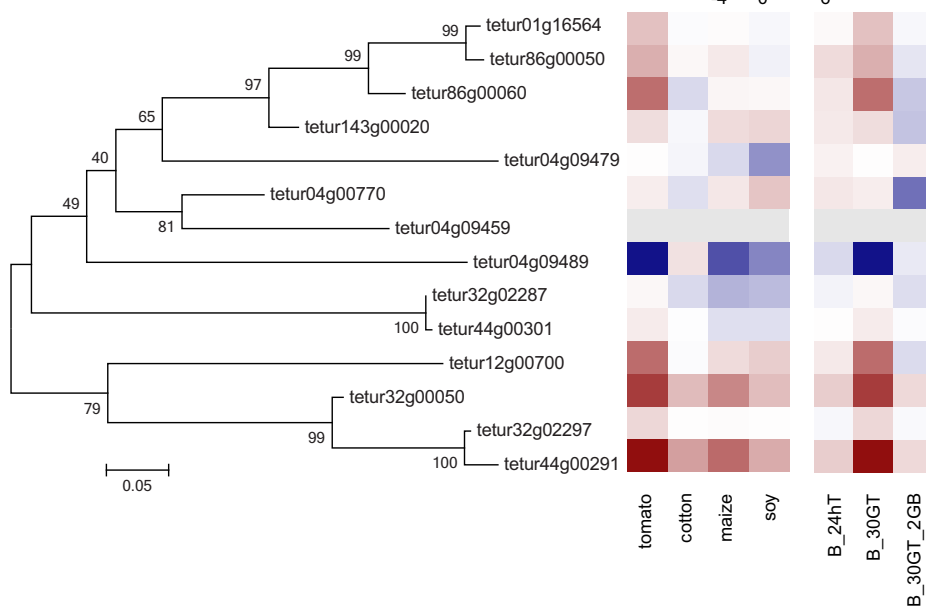 99
tetur01g16564
99
tetur86g00050
97
tetur86g00060
65
tetur143g00020
40
tetur04g09479
tetur04g00770
49
81
tetur04g09459
tetur04g09489
tetur32g02287
100
tetur44g00301
tetur12g00700
79
tetur32g00050
99
tetur32g02297
100
tetur44g00291
0.05
tomato
cotton
maize
soy
B_24hT
B_30GT
B_30GT_2GB